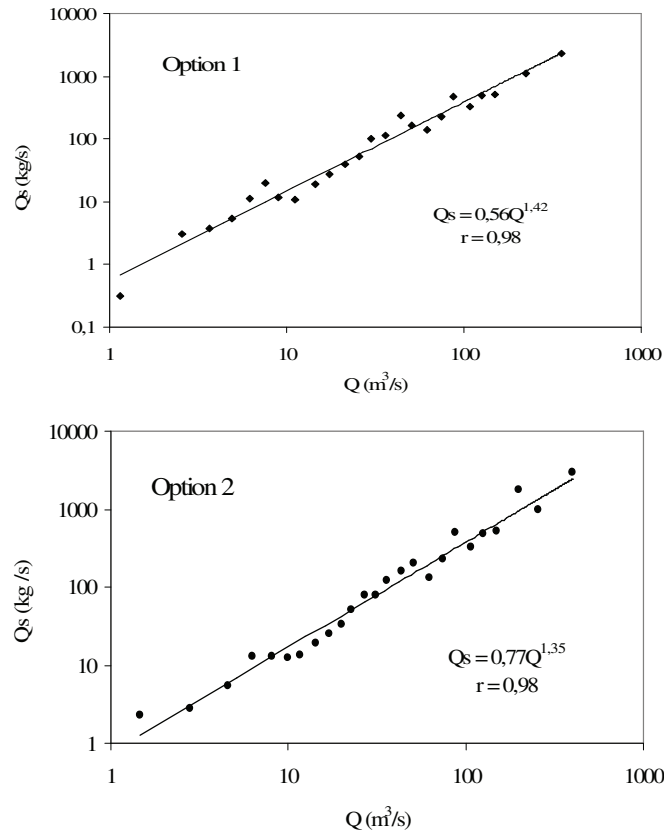 10000
1000
100
10
1
0,1
Qs (kg/s)
Option 1
Qs = 0,56Q^1,42
r = 0,98
1 10 100 1000
Q (m³/s)
10000
1000
100
10
1
Qs (kg /s)
Option 2
Qs = 0,77Q^1,35
r = 0,98
1 10 100 1000
Q (m³/s)